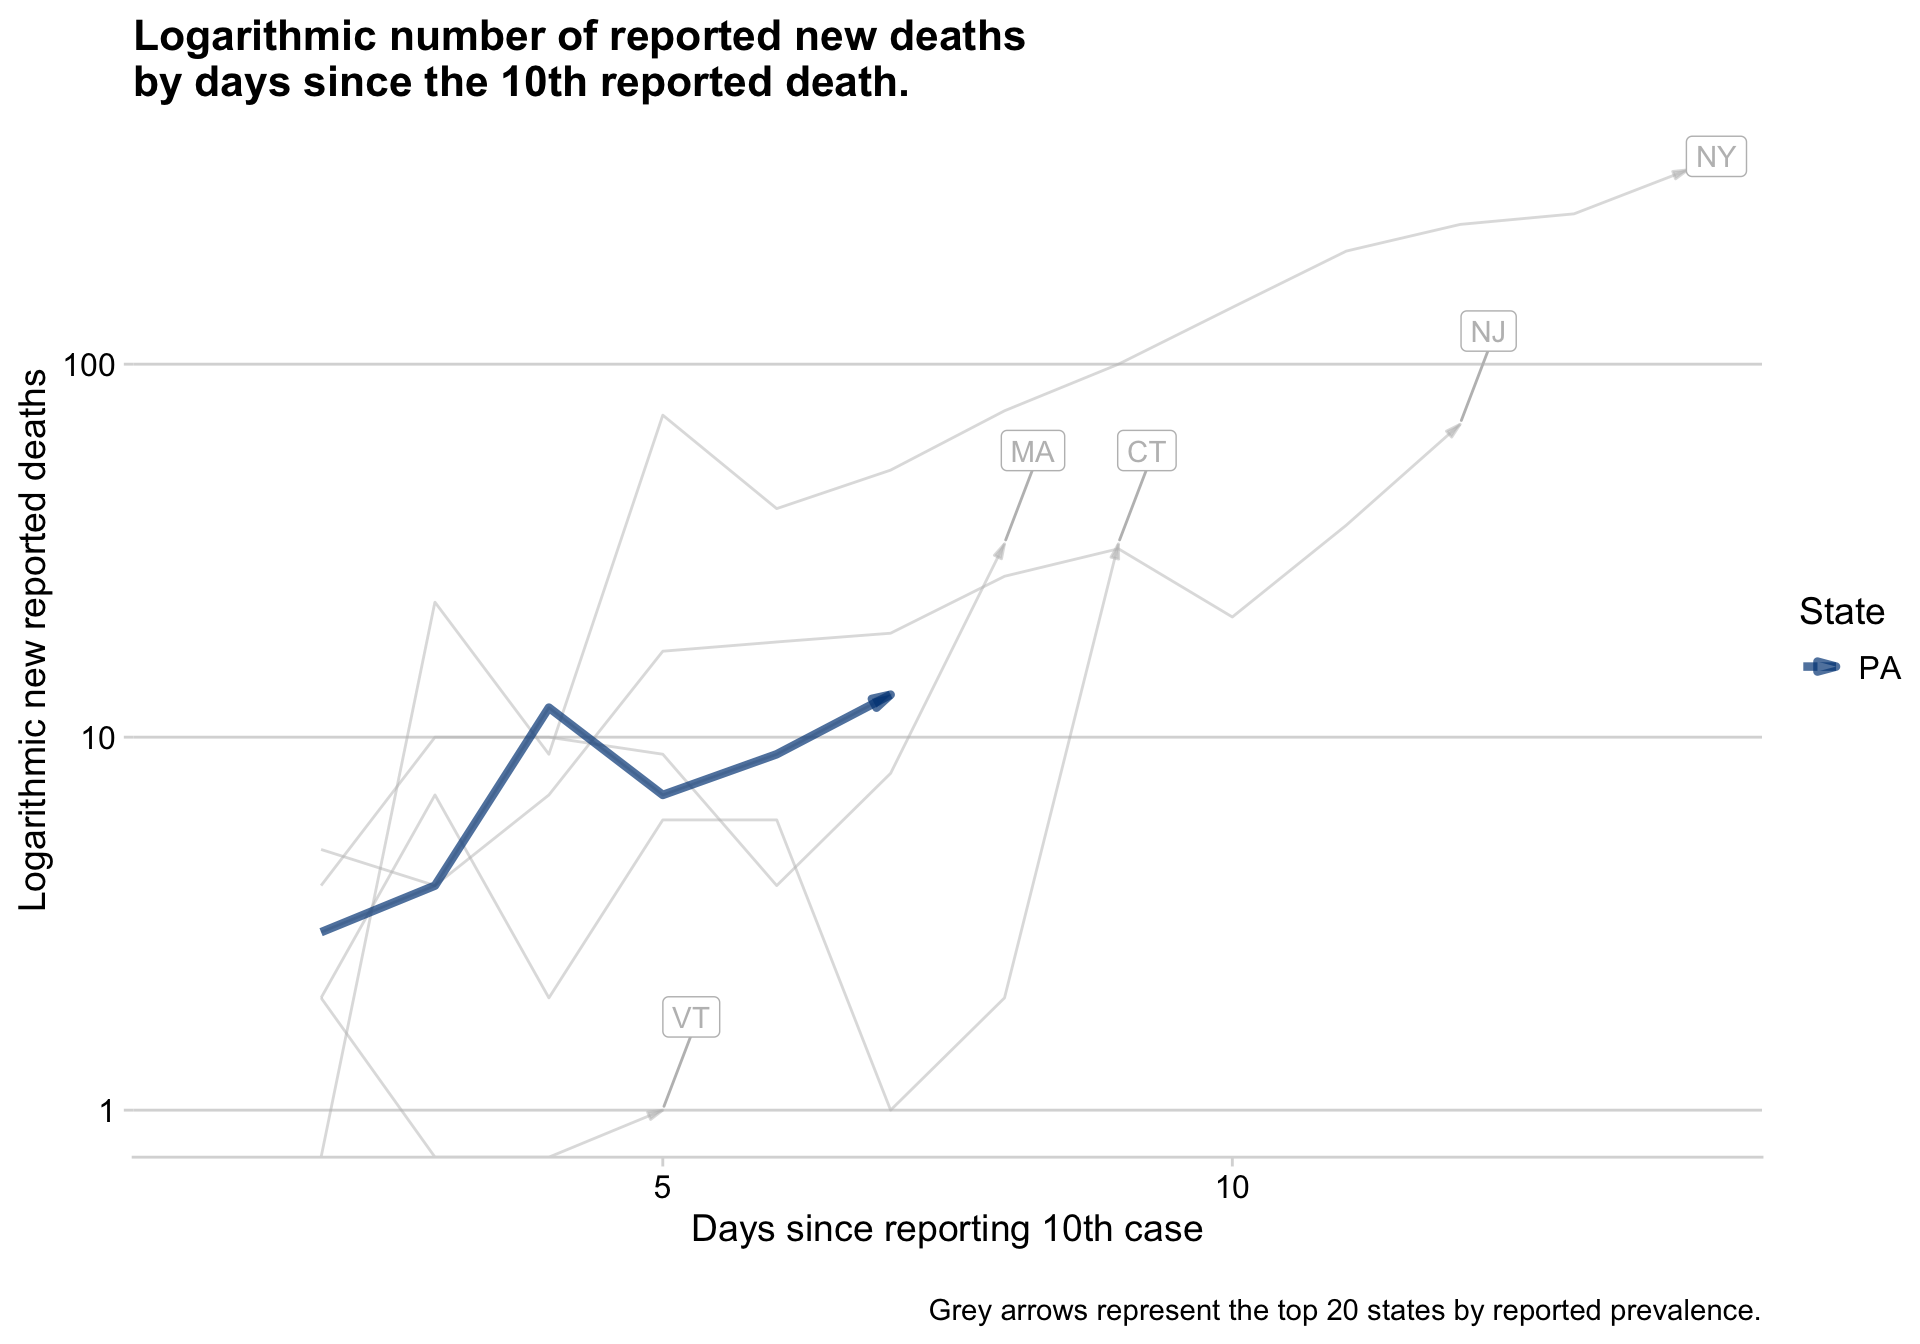 Logarithmic number of reported new deaths
by days since the 10th reported death.
NY
NJ
100
MA
CT
Logarithmic new reported deaths
State
PA
10
VT
1
5
10
Days since reporting 10th case
Grey arrows represent the top 20 states by reported prevalence.